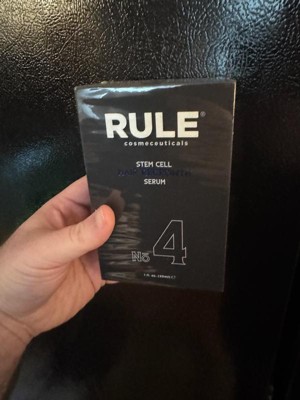 RULE®
cosmeceuticals
STEM CELL
SERUM
No
4